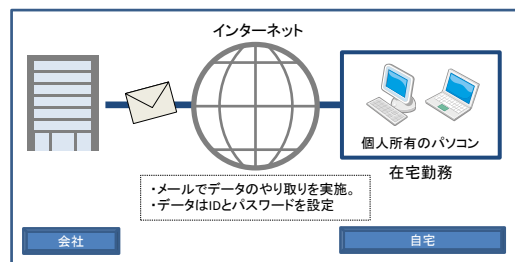 インターネット
個人所有のパソコン
在宅勤務
・メールでデータのやり取りを実施。
・データはIDとパスワードを設定
会社
自宅